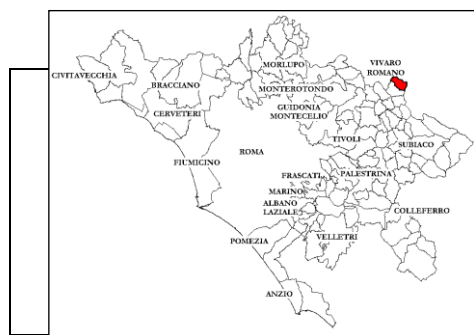 MORLUPO
VIVARO
ROMANO
CIVITAVECCHIA
BRACCIANO
MONTEROTONDO
CERVETERI
GUIDONIA
MONTECELIO
TIVOLI
ROMA
SUBIACO
FIUMICINO
FRASCATI
PALESTRINA
MARINO
ALBANO
LAZIALE
COLLEFERRO
POMEZIA
VELLETRI
ANZIO